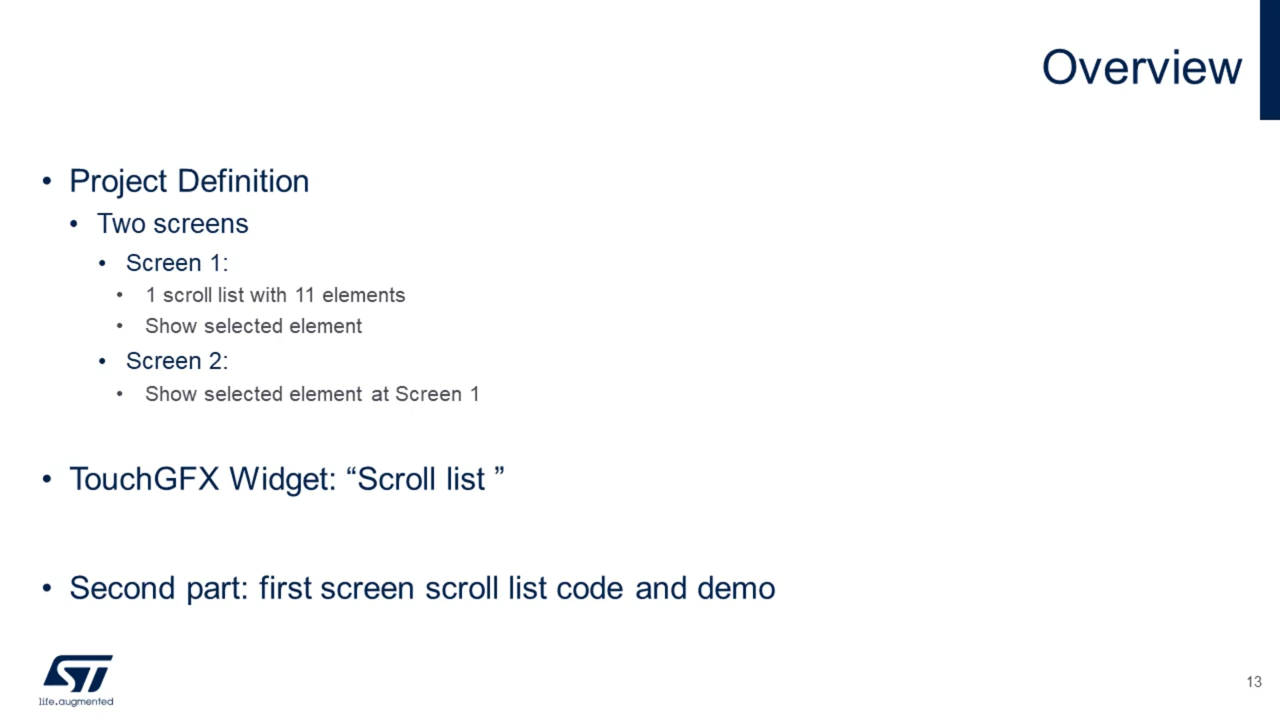 Overview
• Project Definition
• Two screens
• Screen 1:
• 1 scroll list with 11 elements
• Show selected element
• Screen 2:
• Show selected element at Screen 1
• TouchGFX Widget: “Scroll list ”
• Second part: first screen scroll list code and demo
ST
life.augmented
13